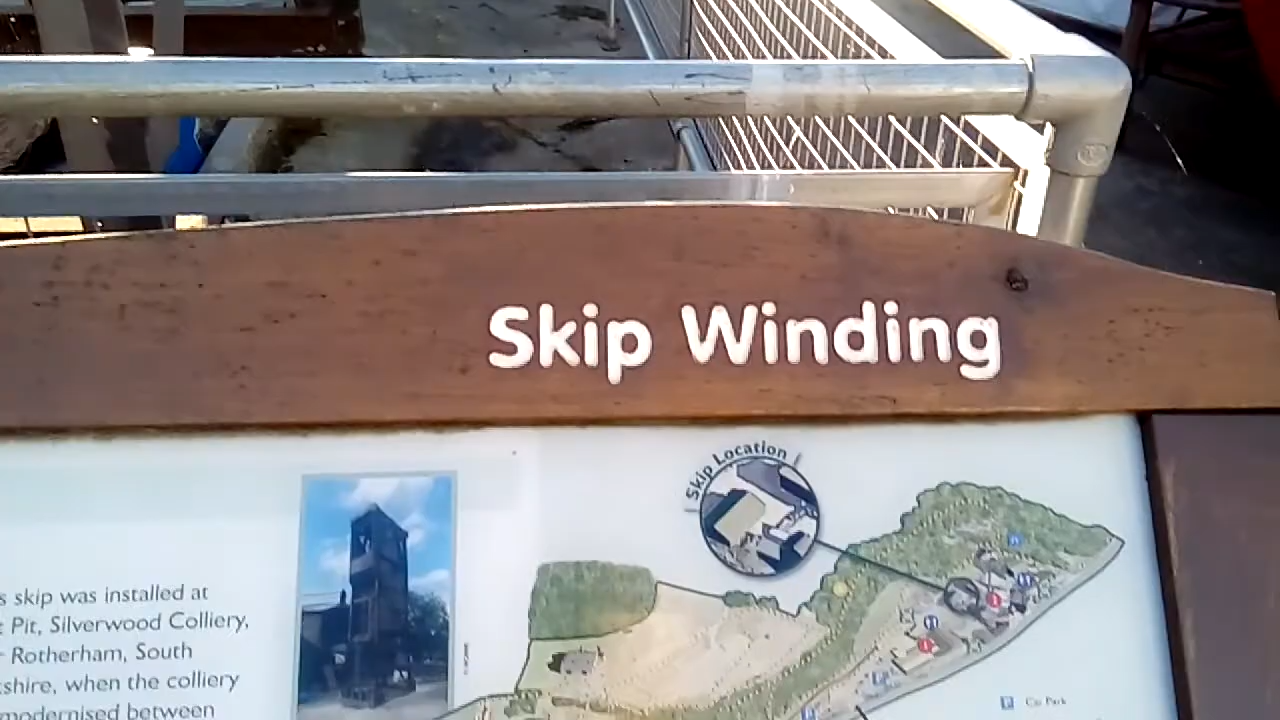 Skip Winding
Skip Location
s skip was installed at
Pit, Silverwood Colliery,
Rotherham, South
shire, when the colliery
modernised between
P Car Park